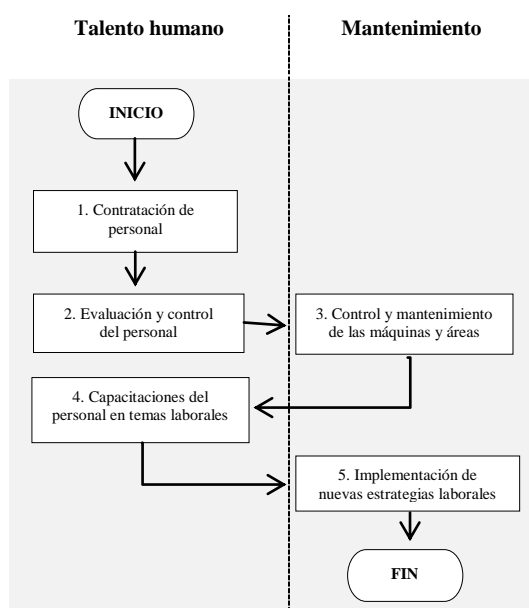 Talento humano
Mantenimiento
INICIO
1. Contratación de
personal
2. Evaluación y control
del personal
3. Control y mantenimiento
de las máquinas y áreas
4. Capacitaciones del
personal en temas laborales
5. Implementación de
nuevas estrategias laborales
FIN